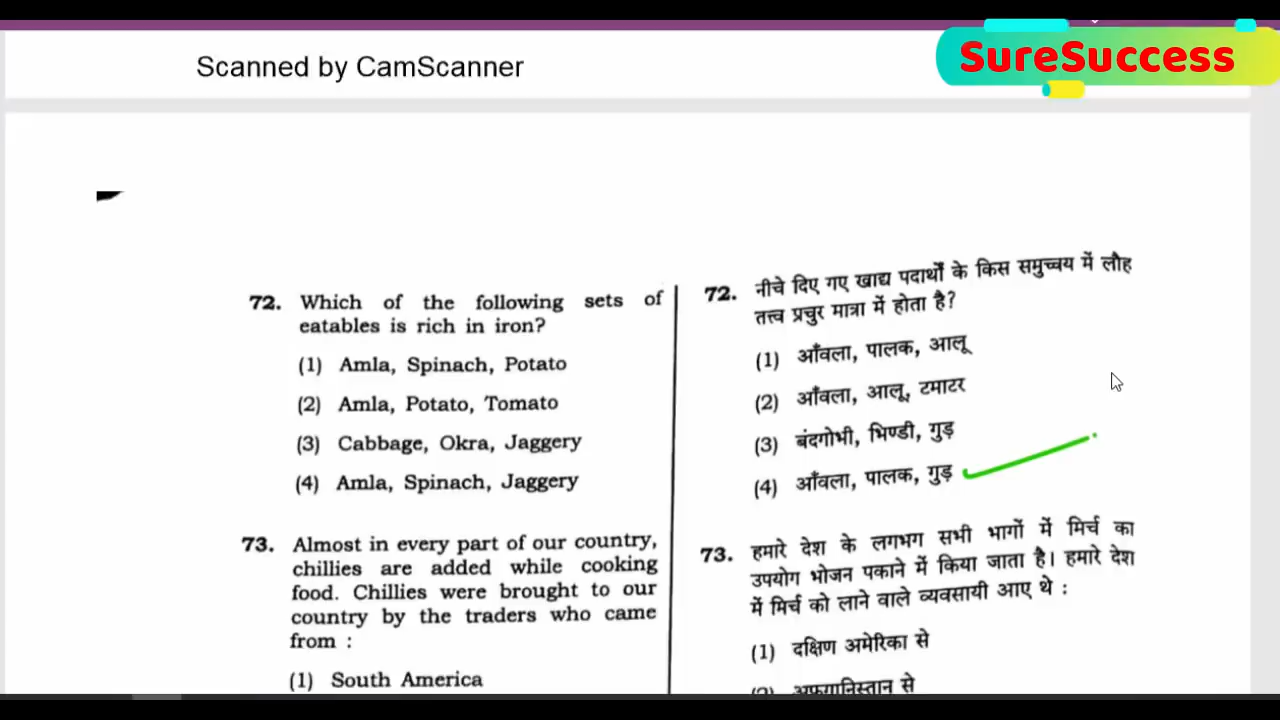 Scanned by CamScanner
SureSuccess
72. Which of the following sets of
eatables is rich in iron?
(1) Amla, Spinach, Potato
(2) Amla, Potato, Tomato
(3) Cabbage, Okra, Jaggery
(4) Amla, Spinach, Jaggery
73. Almost in every part of our country,
chillies are added while cooking
food. Chillies were brought to our
country by the traders who came
from :
(1) South America
72. नीचे दिए गए खाद्य पदार्थों के किस समुच्चय में लौह
तत्त्व प्रचुर मात्रा में होता है?
(1) आँवला, पालक, आलू
(2) आँवला, आलू, टमाटर
(3) बंदगोभी, भिण्डी, गुड़
(4) आँवला, पालक, गुड़
73. हमारे देश के लगभग सभी भागों में मिर्च का
उपयोग भोजन पकाने में किया जाता है। हमारे देश
में मिर्च को लाने वाले व्यवसायी आए थे :
(1) दक्षिण अमेरिका से
(2) अफगानिस्तान से